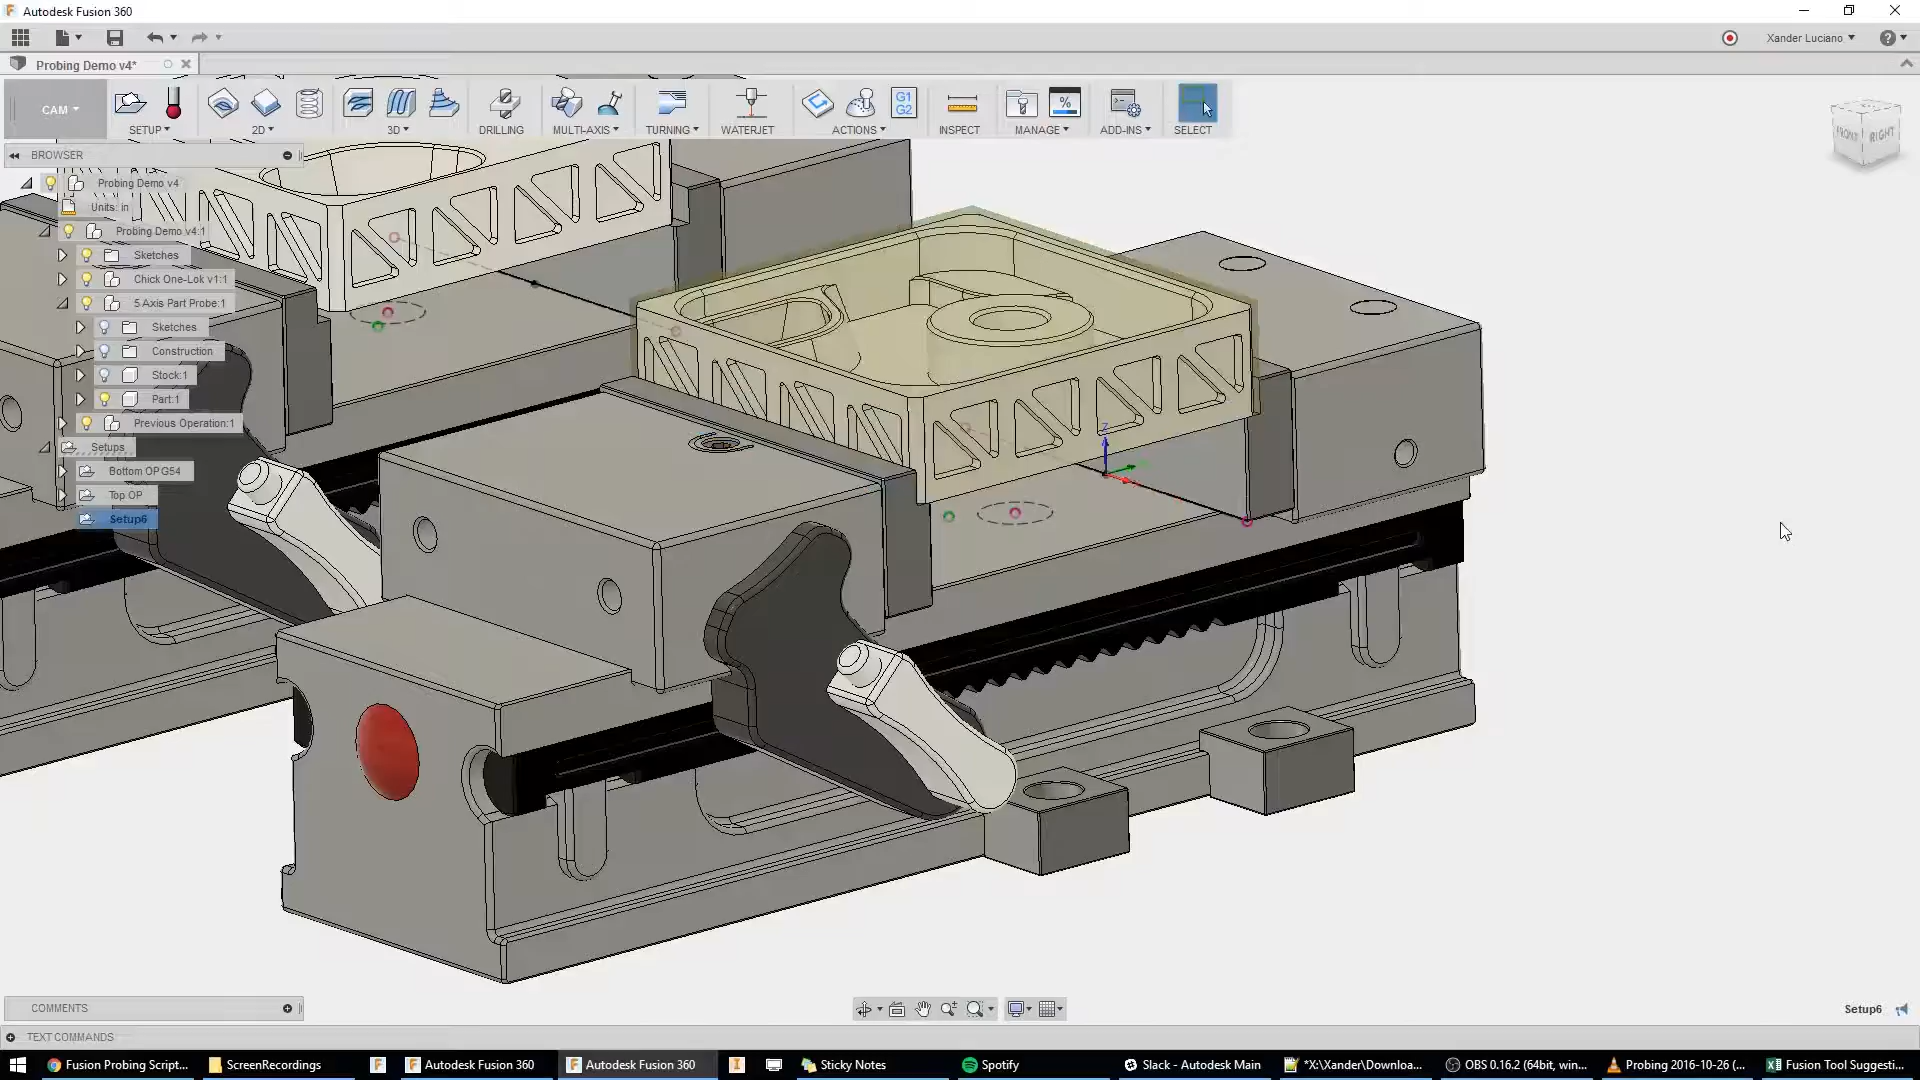 Autodesk Fusion 360
Xander Luciano
Probing Demo v4*
CAM
G1
G2
%
SETUP
2D
3D
DRILLING
MULTI-AXIS
TURNING
WATERJET
ACTIONS
INSPECT
MANAGE
ADD-INS
SELECT
FRONT
RIGHT
BROWSER
Probing Demo v4
Units: in
Probing Demo v4:1
Sketches
Chick One-Lok v1:1
5 Axis Part Probe:1
Sketches
Construction
Stock:1
Part:1
Previous Operation:1
Setups
Bottom OP G54
Top OP
Setup6
Z
COMMENTS
Setup6
TEXT COMMANDS
Fusion Probing Script...
ScreenRecordings
Autodesk Fusion 360
Autodesk Fusion 360
Sticky Notes
Spotify
Slack - Autodesk Main
*X:\Xander\Downloa...
OBS 0.16.2 (64bit, win...
Probing 2016-10-26 (...
Fusion Tool Suggesti...